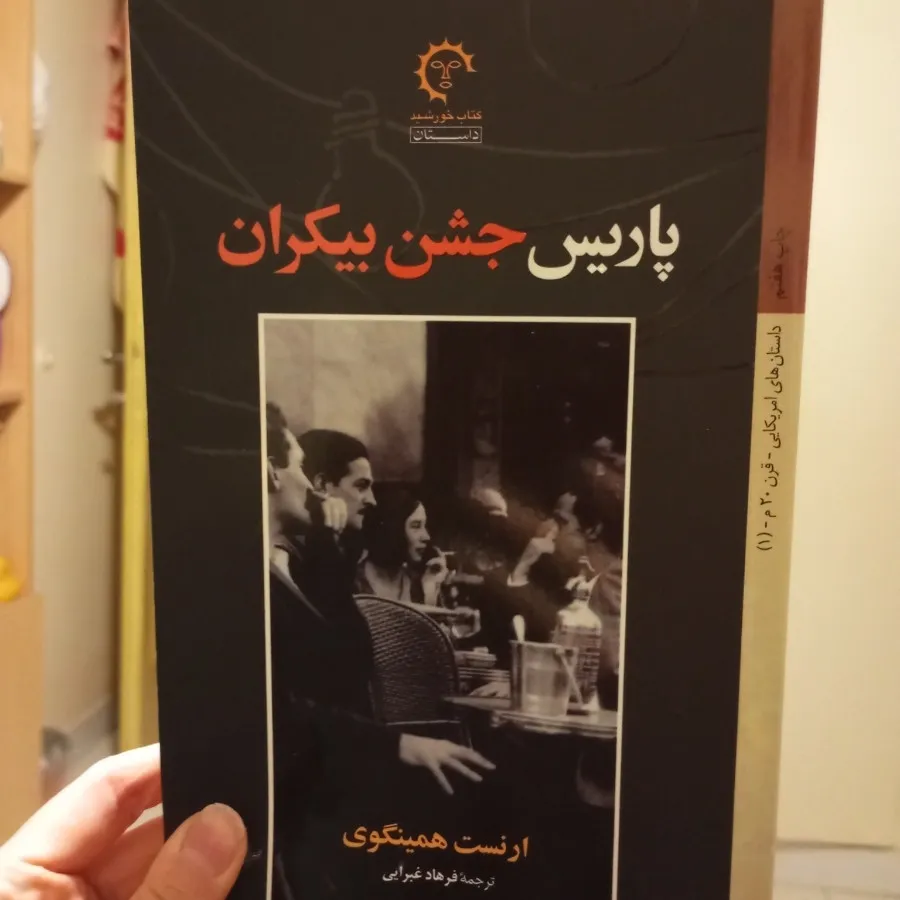 کتاب خورشید
داستان
پاریس جشن بیکران
ارنست همینگوی
ترجمهٔ فرهاد غبرایی
چاپ هفتم
داستان‌های امریکایی - قرن ۲۰ م - (۱)